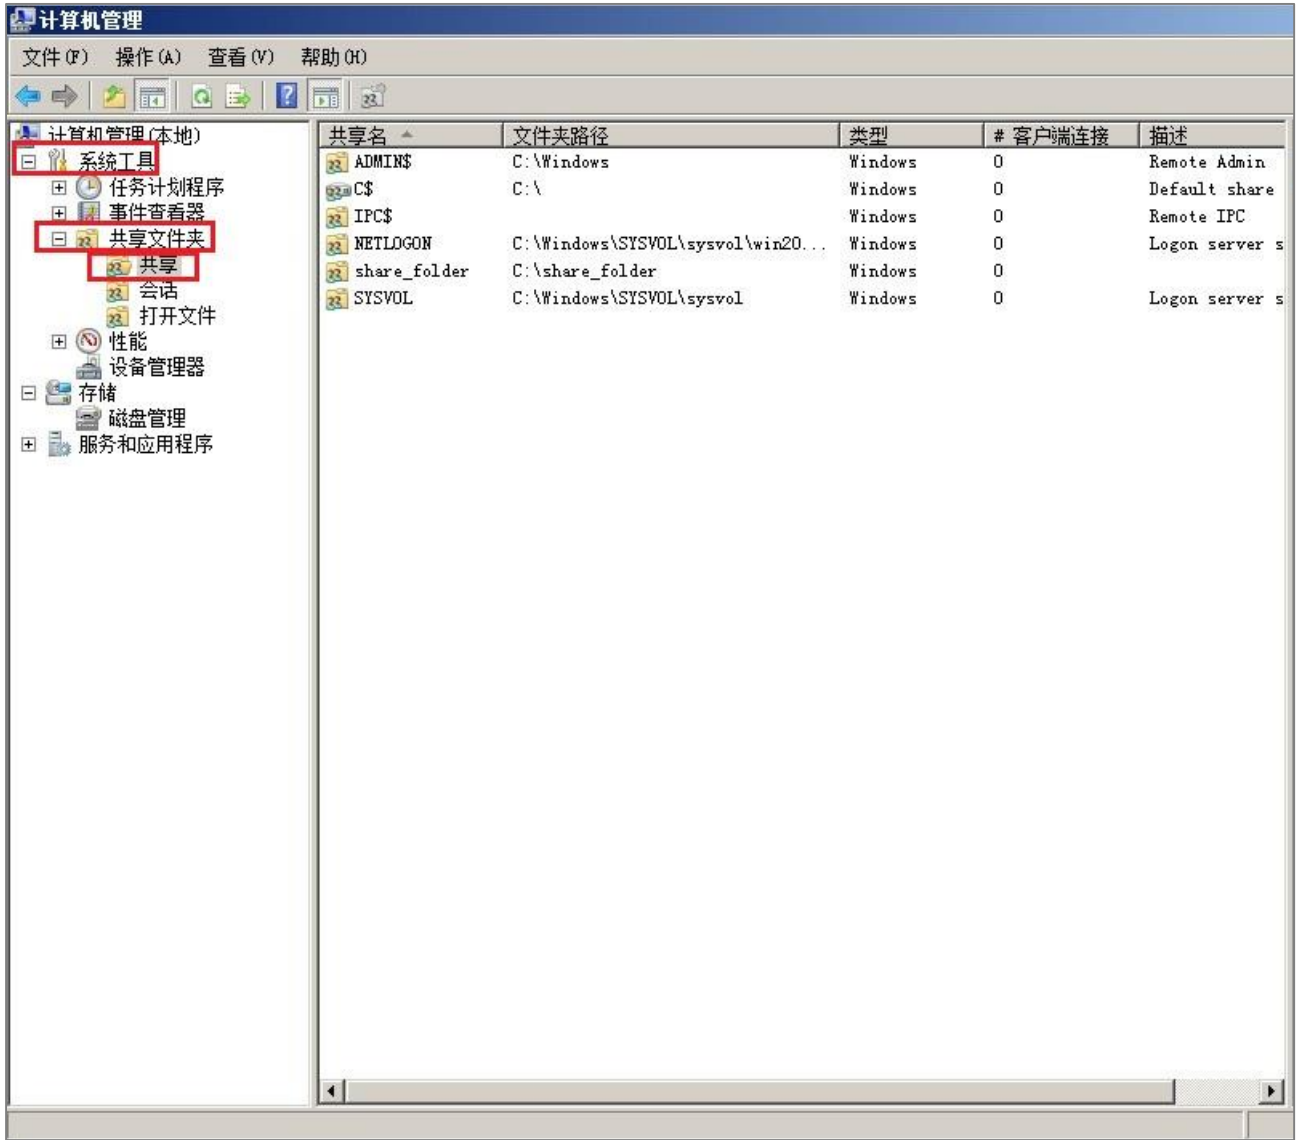 计算机管理
文件(F) 操作(A) 查看(V) 帮助(H)
计算机管理(本地)
系统工具
任务计划程序
事件查看器
共享文件夹
共享
会话
打开文件
性能
设备管理器
存储
磁盘管理
服务和应用程序
共享名 文件夹路径 类型 # 客户端连接 描述
ADMIN$ C:\Windows Windows 0 Remote Admin
C$ C:\ Windows 0 Default share
IPC$ Windows 0 Remote IPC
NETLOGON C:\Windows\SYSVOL\sysvol\win20... Windows 0 Logon server s
share_folder C:\share_folder Windows 0
SYSVOL C:\Windows\SYSVOL\sysvol Windows 0 Logon server s